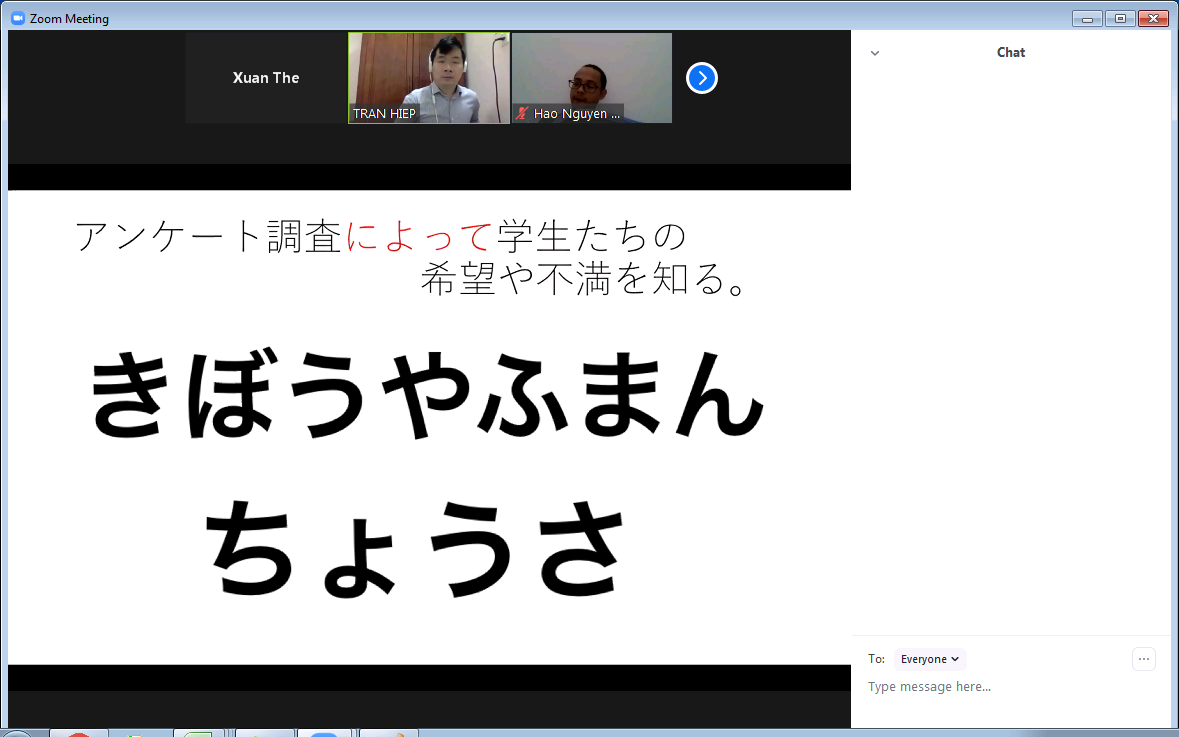 Zoom Meeting
Xuan The
TRAN HIEP
Hao Nguyen ...
Chat
アンケート調査によって学生たちの
希望や不満を知る。
きぼうやふまん
ちょうさ
To: Everyone
Type message here...